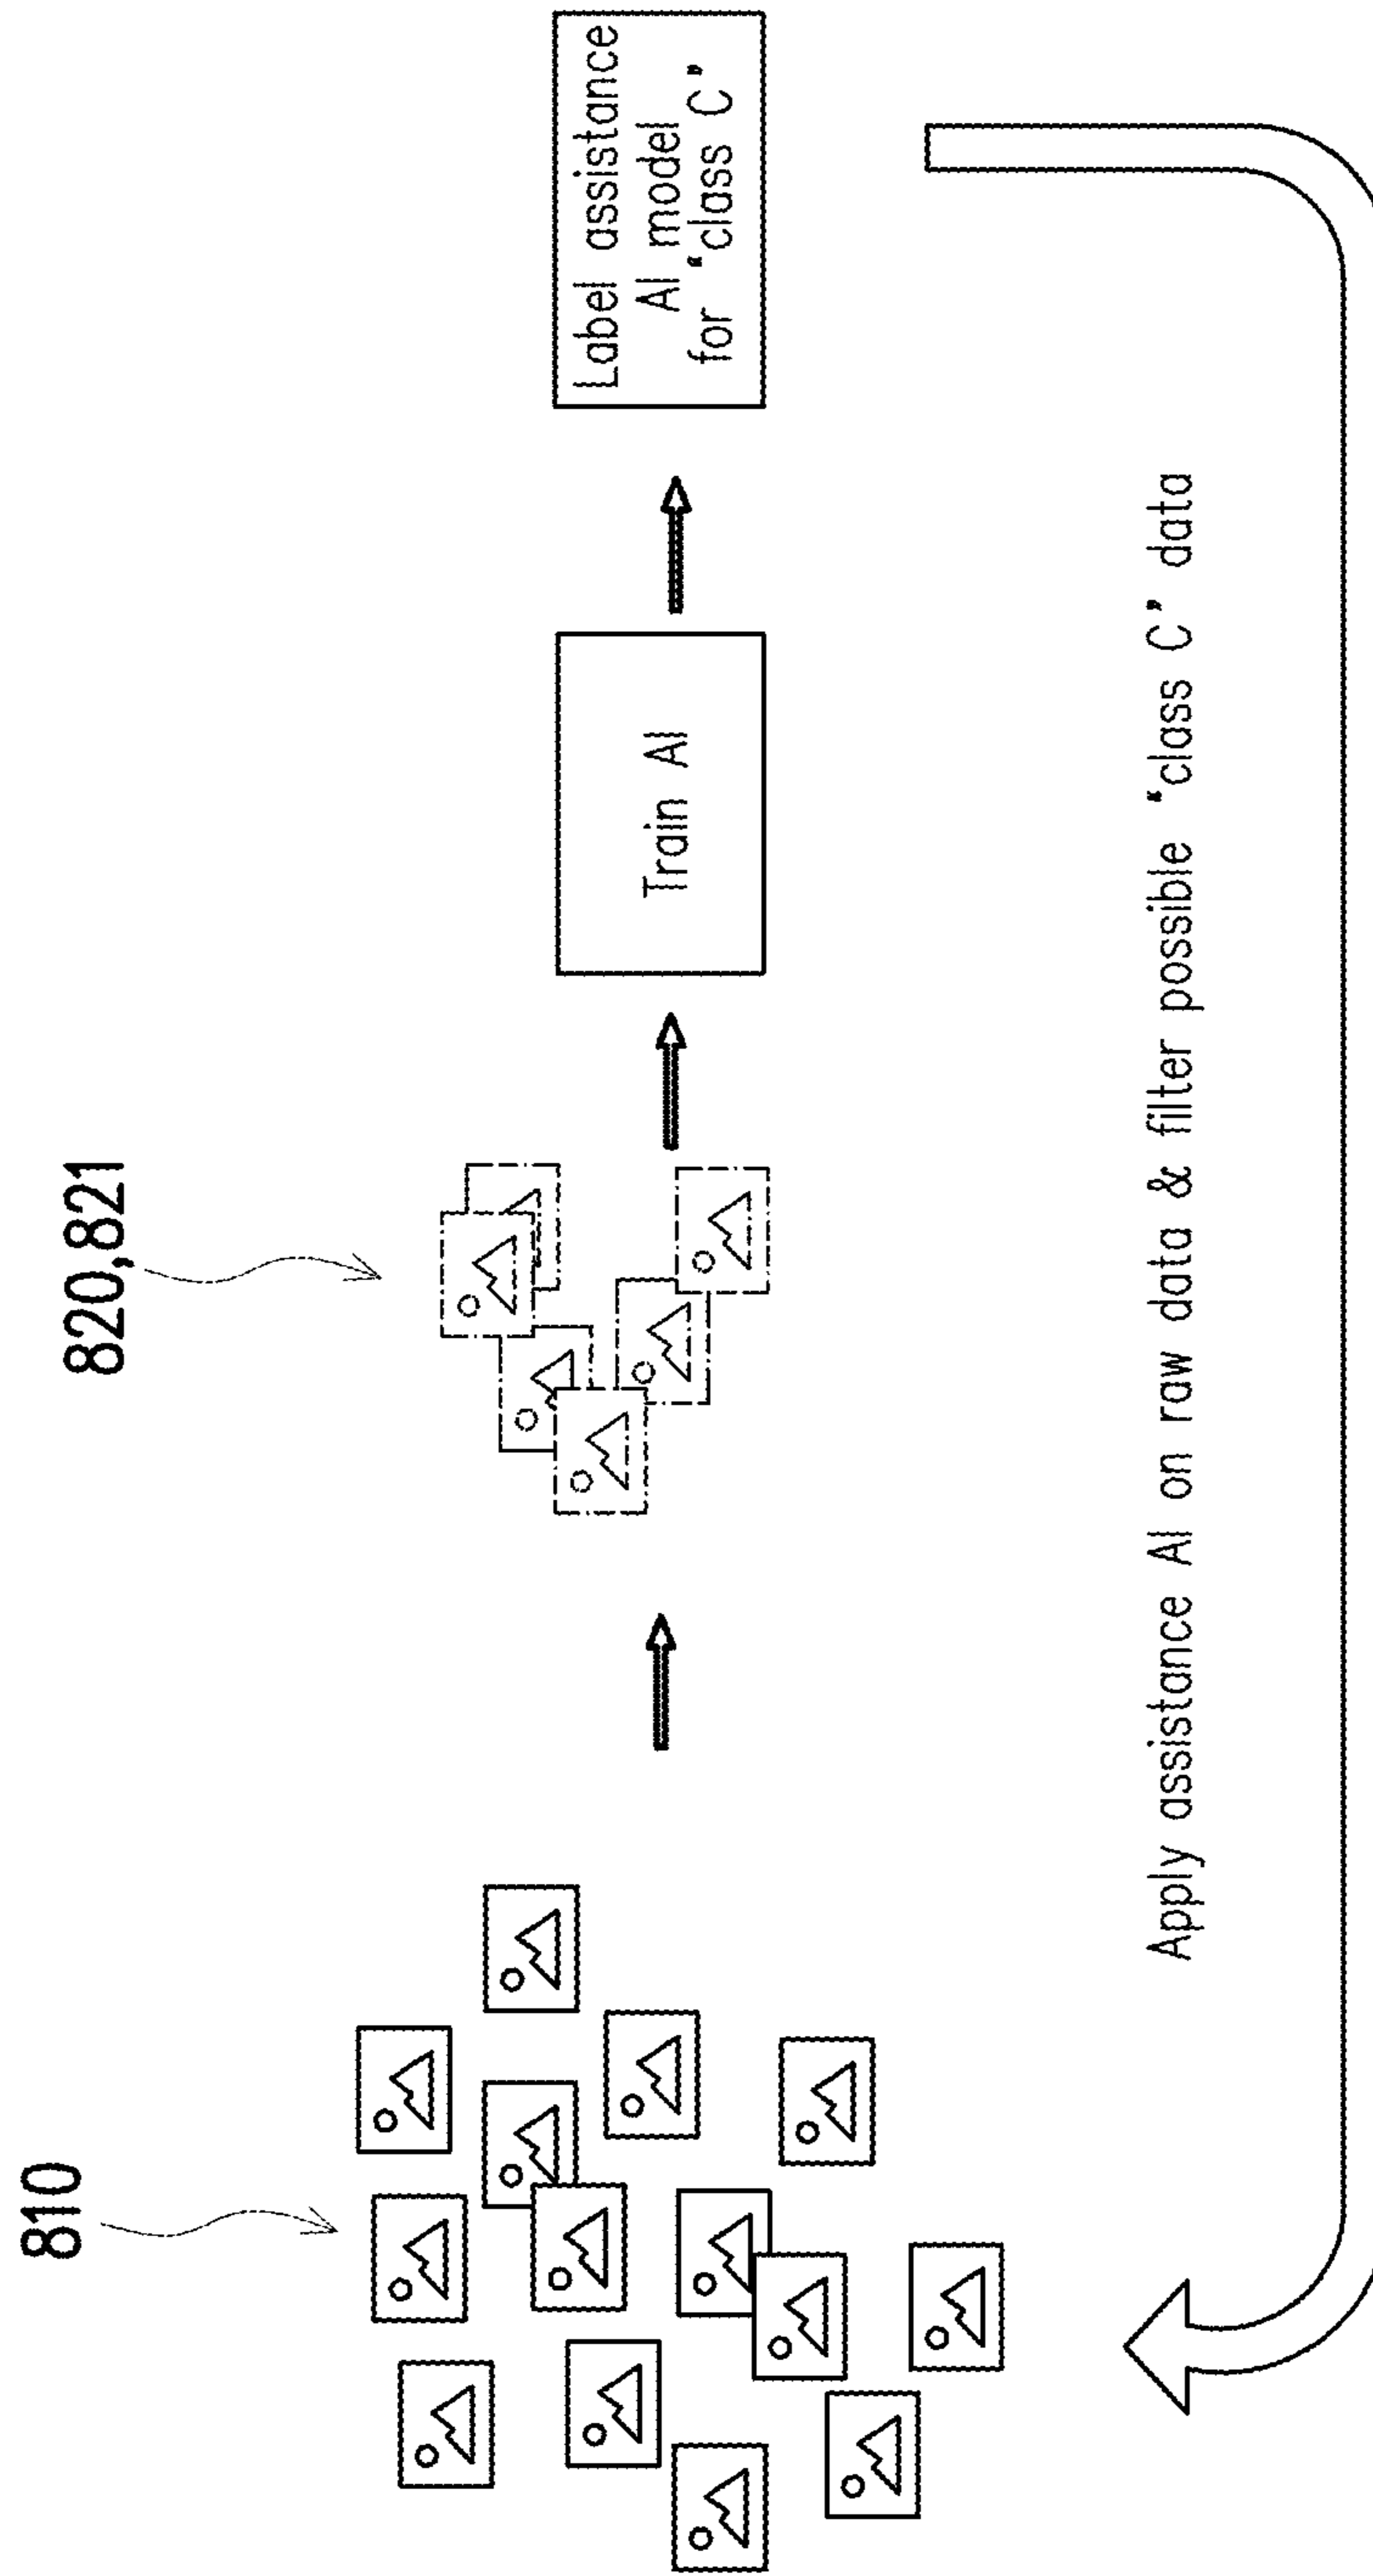 810
820,821
Train AI
Label assistance
AI model
for "class C"
Apply assistance AI on raw data & filter possible "class C" data